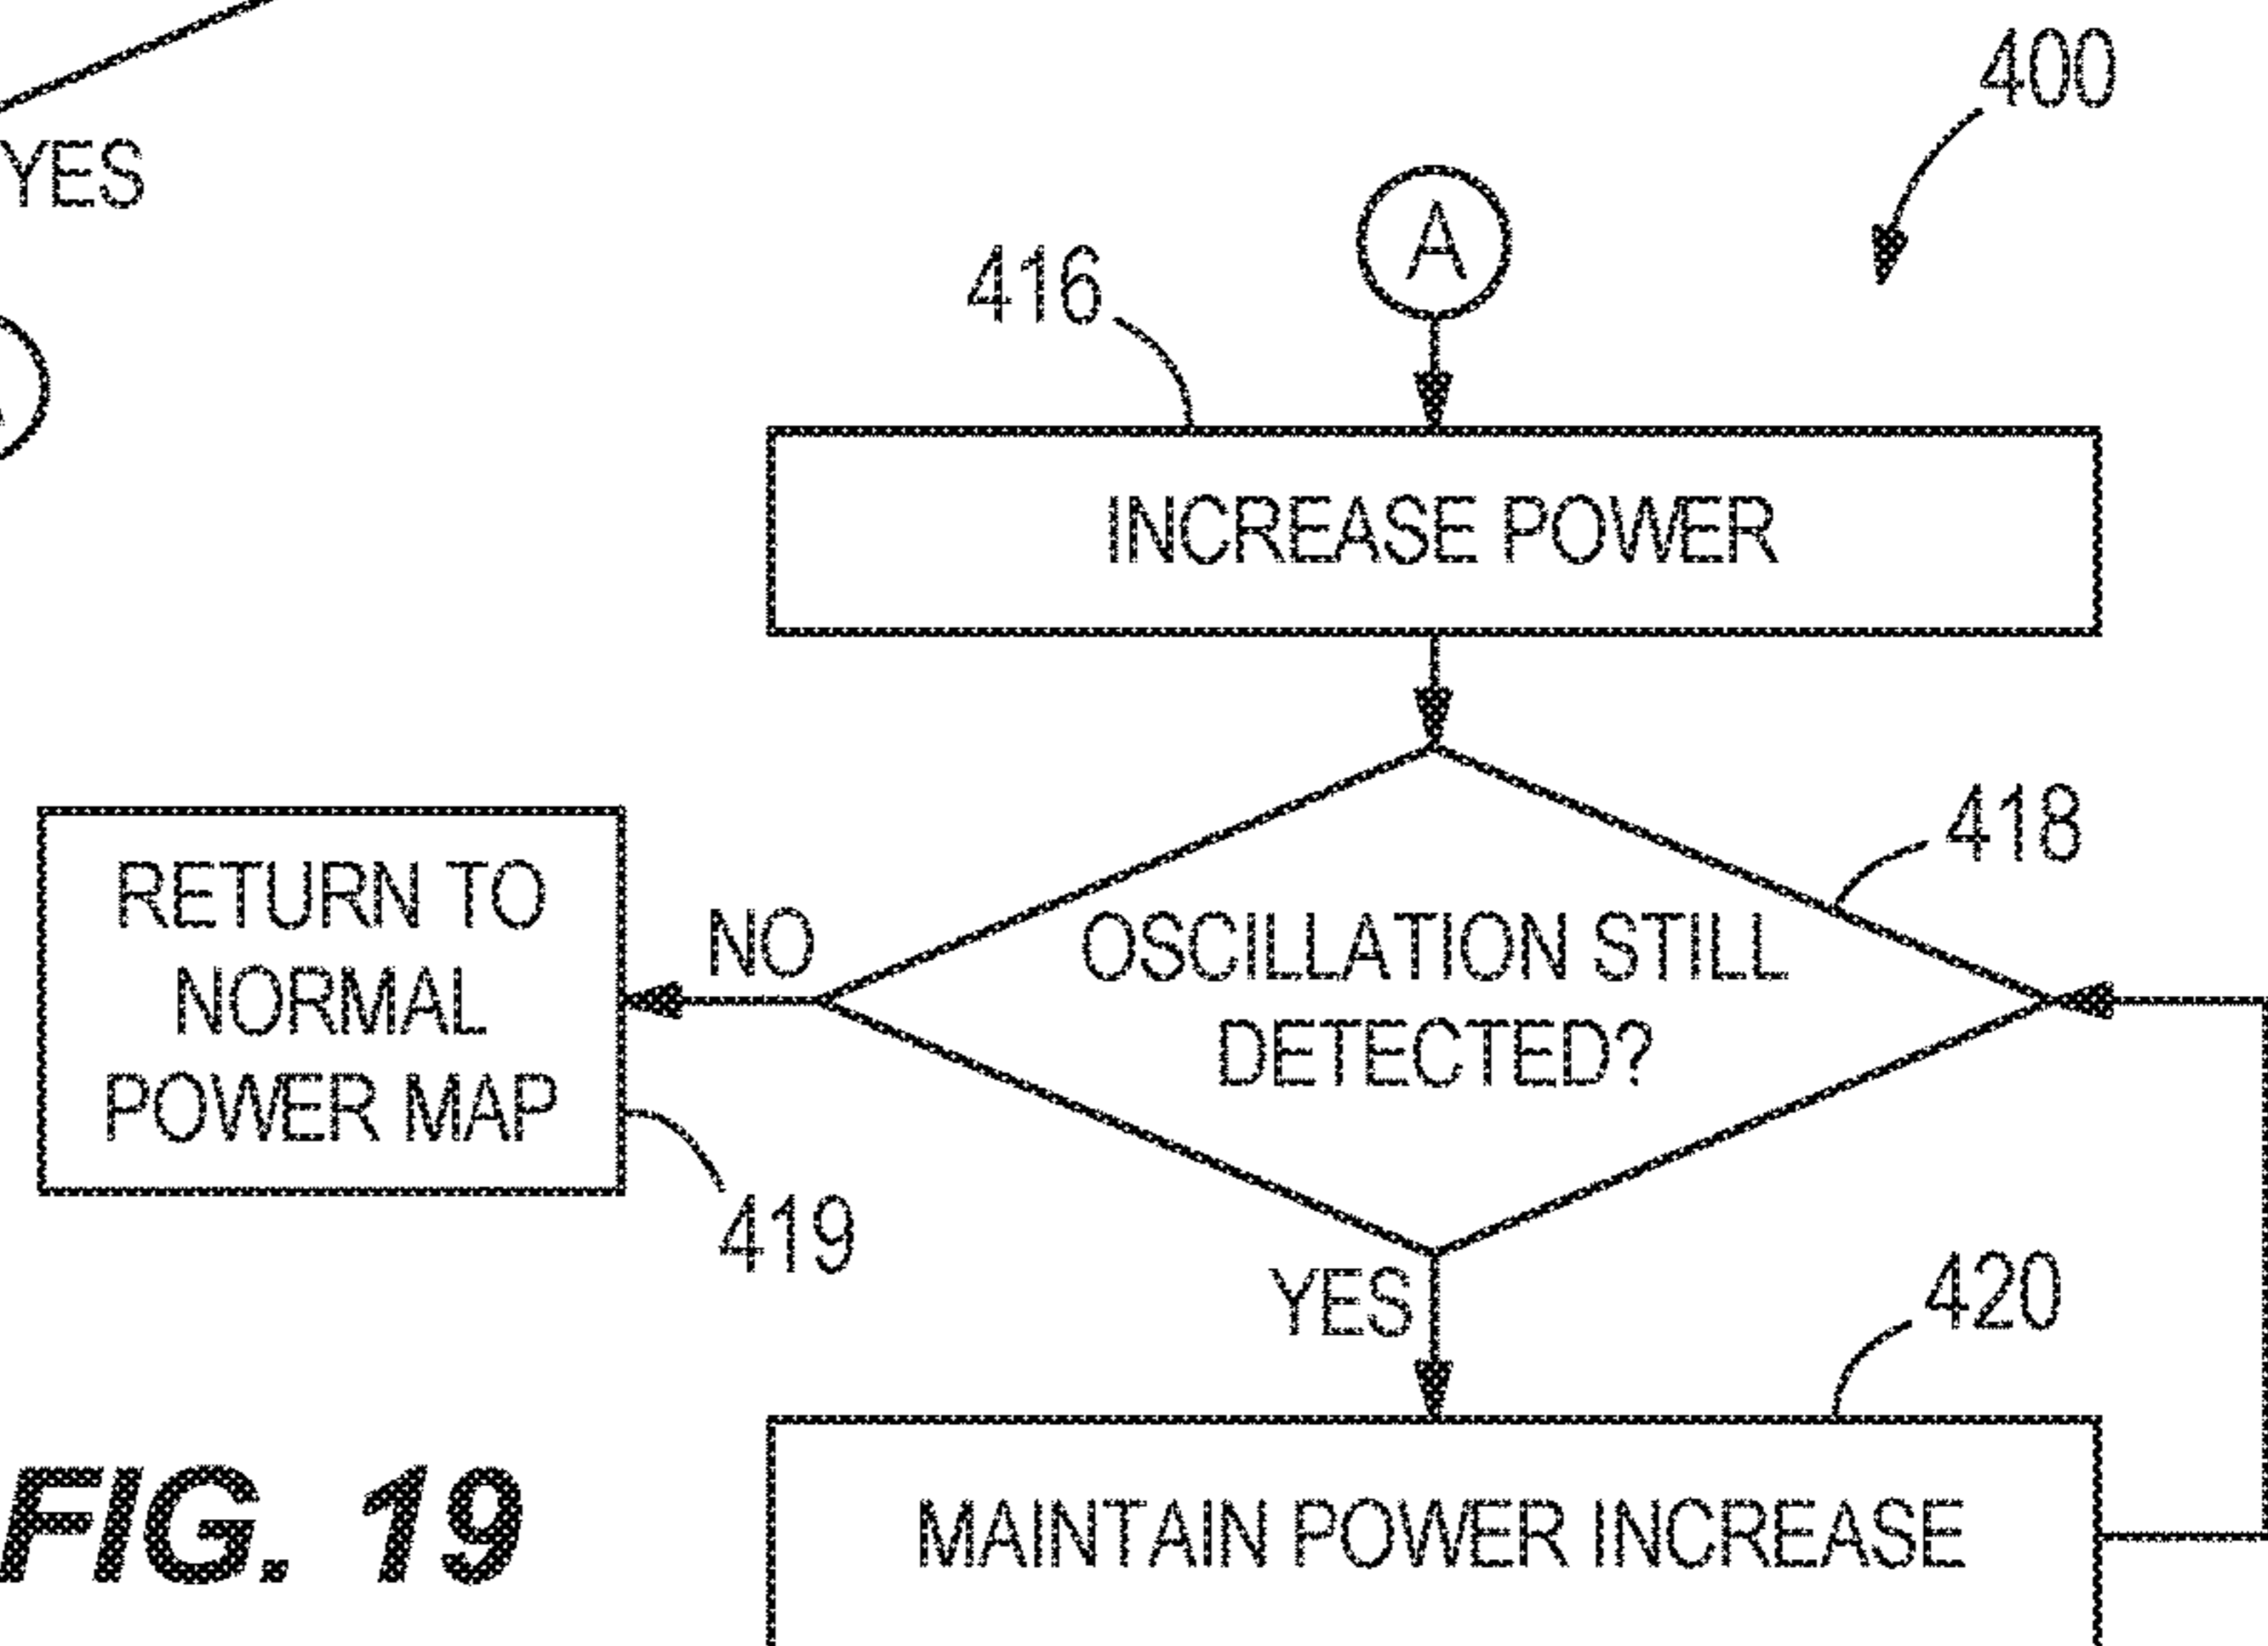 400
YES
A
416
INCREASE POWER
418
OSCILLATION STILL
DETECTED?
NO
RETURN TO
NORMAL
POWER MAP
419
YES
420
MAINTAIN POWER INCREASE
FIG. 19